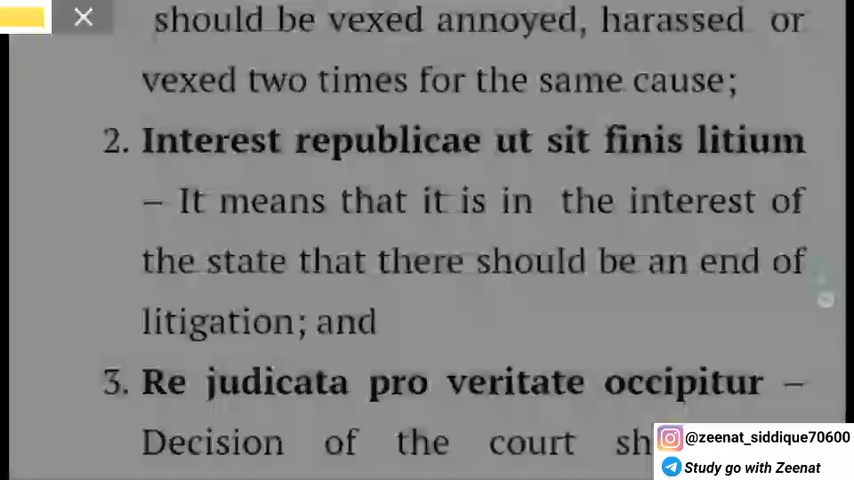 should be vexed annoyed, harassed or
vexed two times for the same cause;
2. Interest republicae ut sit finis litium
– It means that it is in the interest of
the state that there should be an end of
litigation; and
3. Re judicata pro veritate occipitur –
Decision of the court
@zeenat_siddique70600
Study go with Zeenat